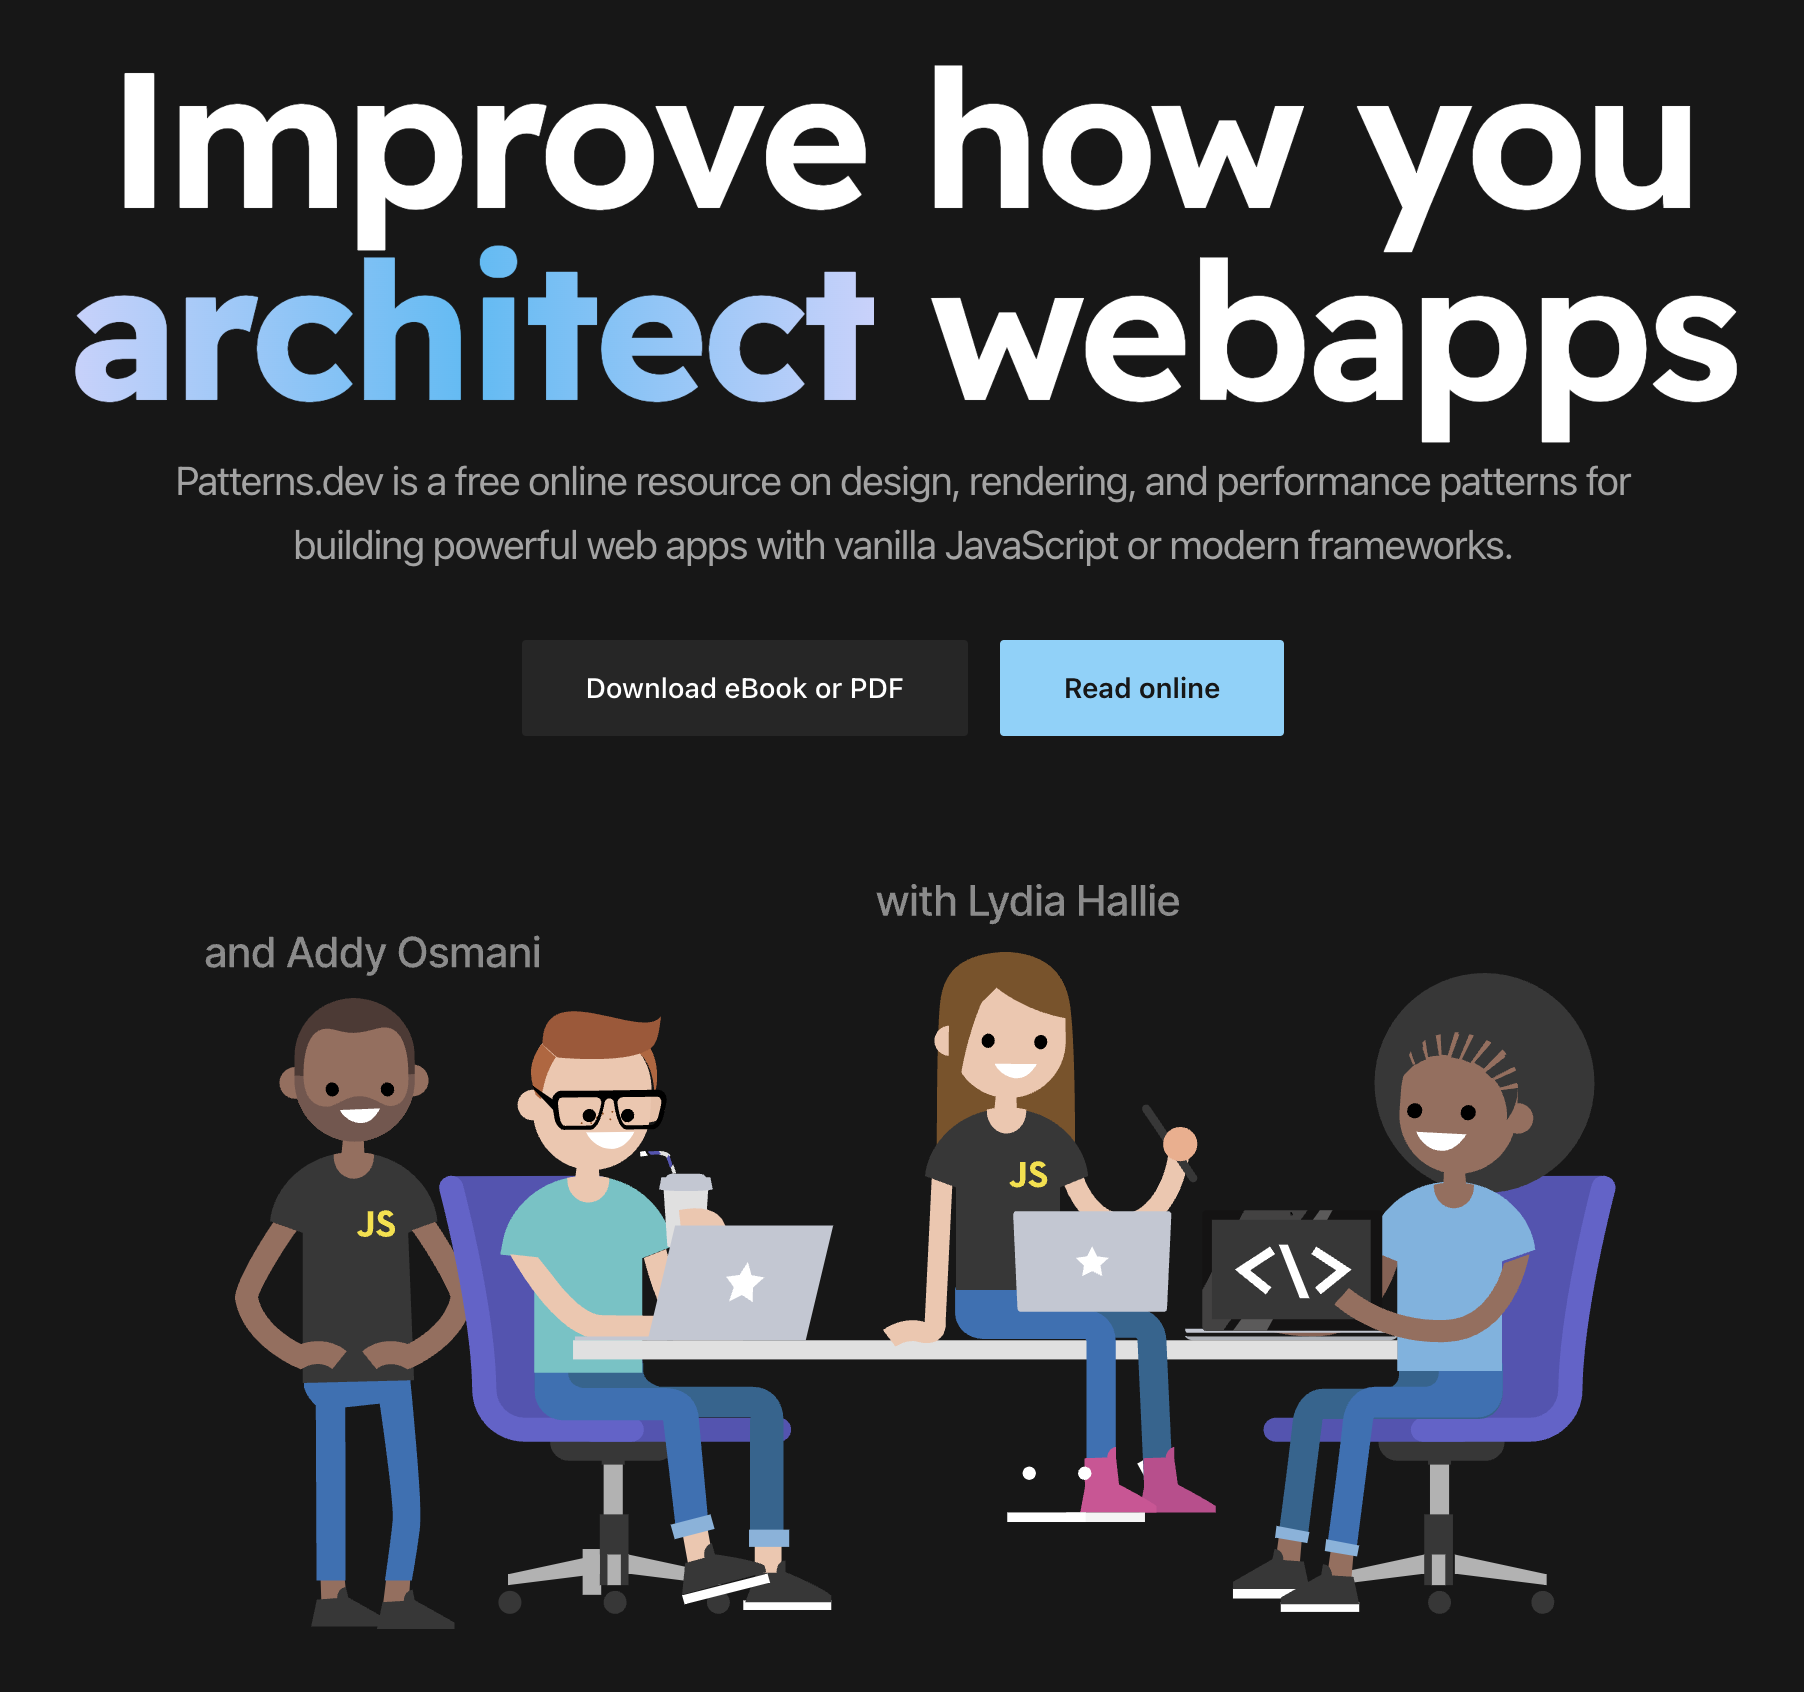 Improve how you
architect webapps
Patterns.dev is a free online resource on design, rendering, and performance patterns for
building powerful web apps with vanilla JavaScript or modern frameworks.
Download eBook or PDF
Read online
with Lydia Hallie
and Addy Osmani
JS
JS
<\>